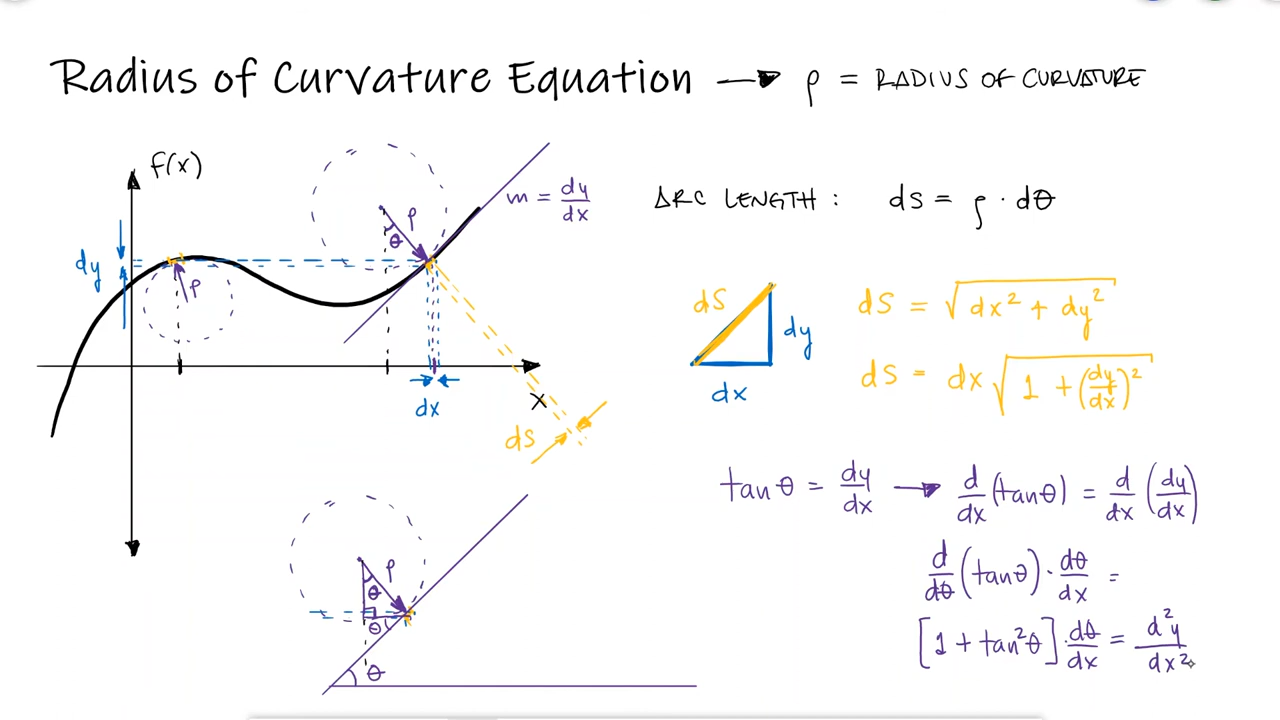 Radius of Curvature Equation → ρ = RADIUS OF CURVATURE
f(x)
m = dy/dx
ARC LENGTH : ds = ρ · dθ
ρ
θ
dy
ρ
dS
dy
dx
dS = √(dx² + dy²)
dS = dx √(1 + (dy/dx)²)
dx
x
dS
tan θ = dy/dx → d/dx (tan θ) = d/dx (dy/dx)
d/dθ (tan θ) · dθ/dx =
[1 + tan²θ] · dθ/dx = d²y/dx²
ρ
θ
θ'
θ